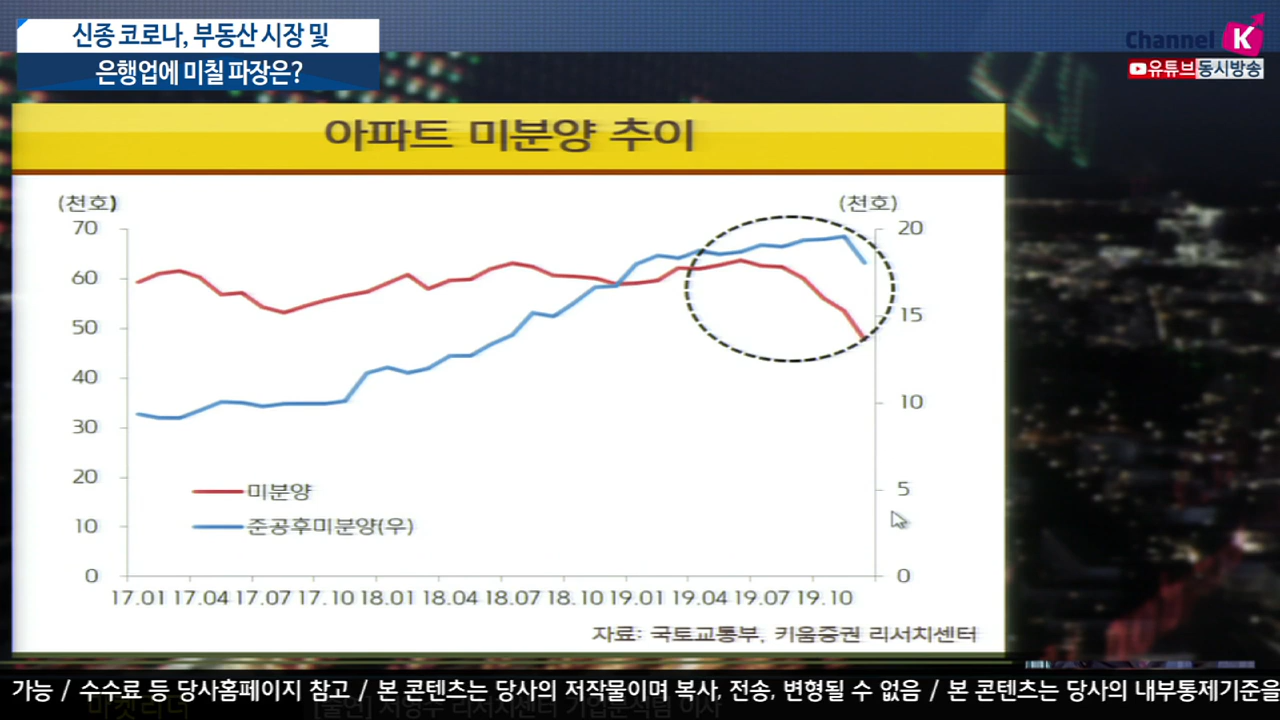 신종 코로나, 부동산 시장 및
은행업에 미칠 파장은?
Channel K
유튜브 동시방송
아파트 미분양 추이
(천호) (천호)
70 20
60
50 15
40
30 10
20 5
10
0 0
미분양
준공후미분양(우)
17.01 17.04 17.07 17.10 18.01 18.04 18.07 18.10 19.01 19.04 19.07 19.10
자료: 국토교통부, 키움증권 리서치센터
가능 / 수수료 등 당사홈페이지 참고 / 본 콘텐츠는 당사의 저작물이며 복사, 전송, 변형될 수 없음 / 본 콘텐츠는 당사의 내부통제기준을